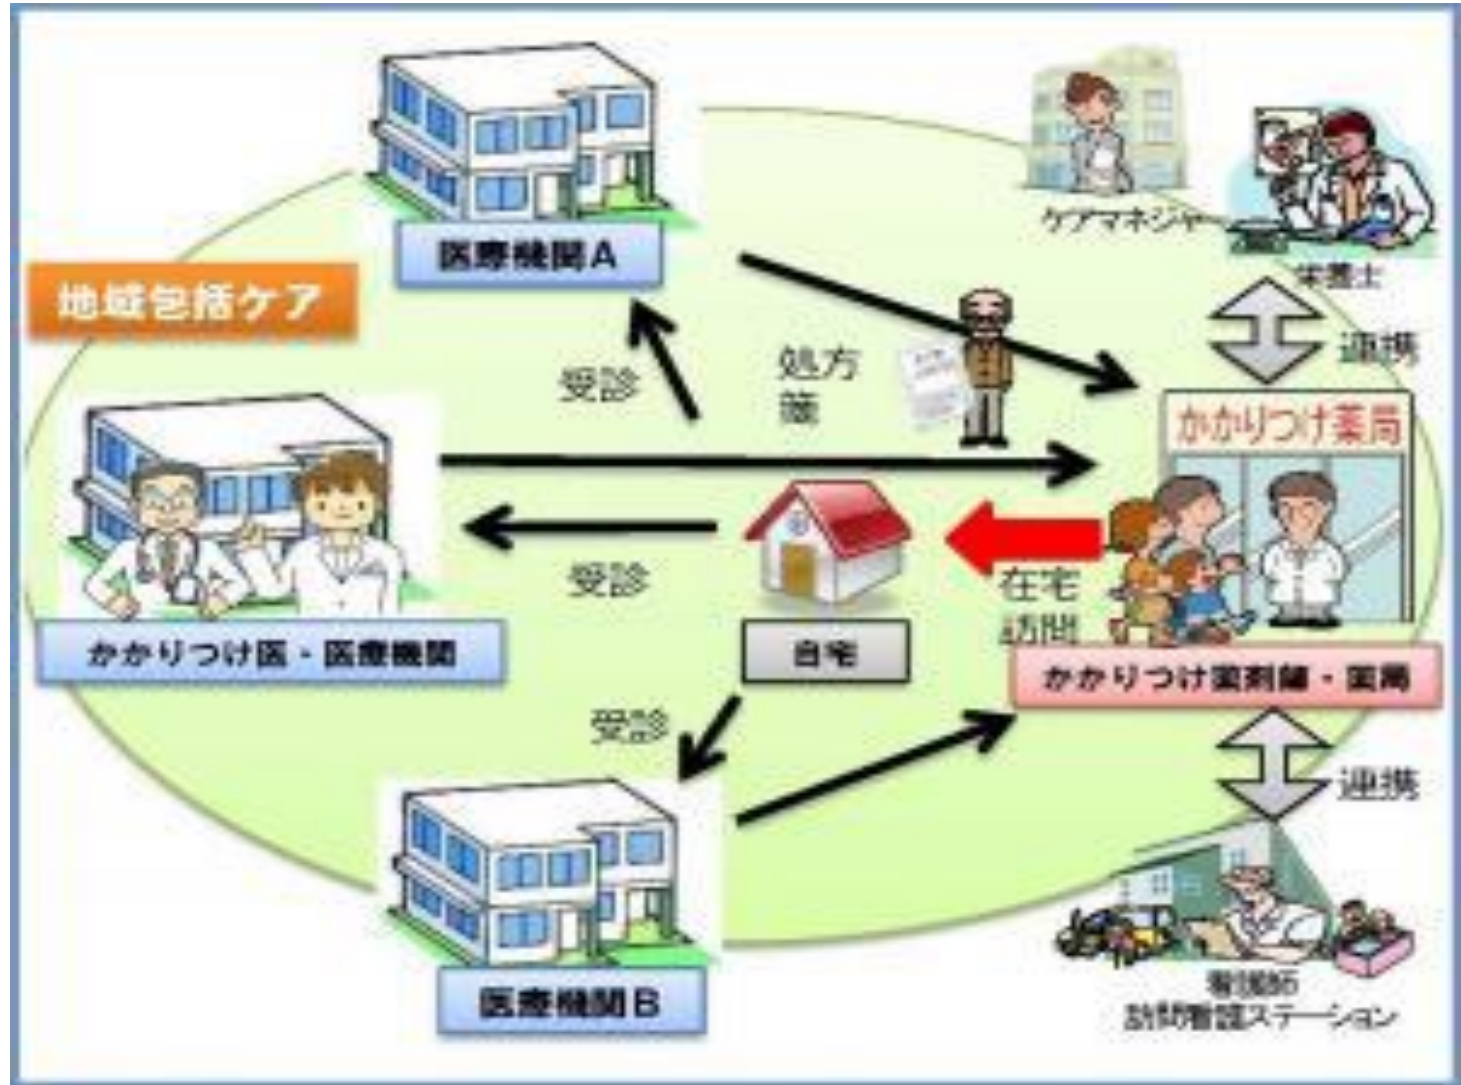 医療機関A
ケアマネジャー
栄養士
地域包括ケア
連携
受診
処方
箋
かかりつけ薬局
受診
在宅
訪問
かかりつけ医・医療機関
自宅
かかりつけ薬剤師・薬局
受診
連携
医療機関B
看護師
訪問看護ステーション